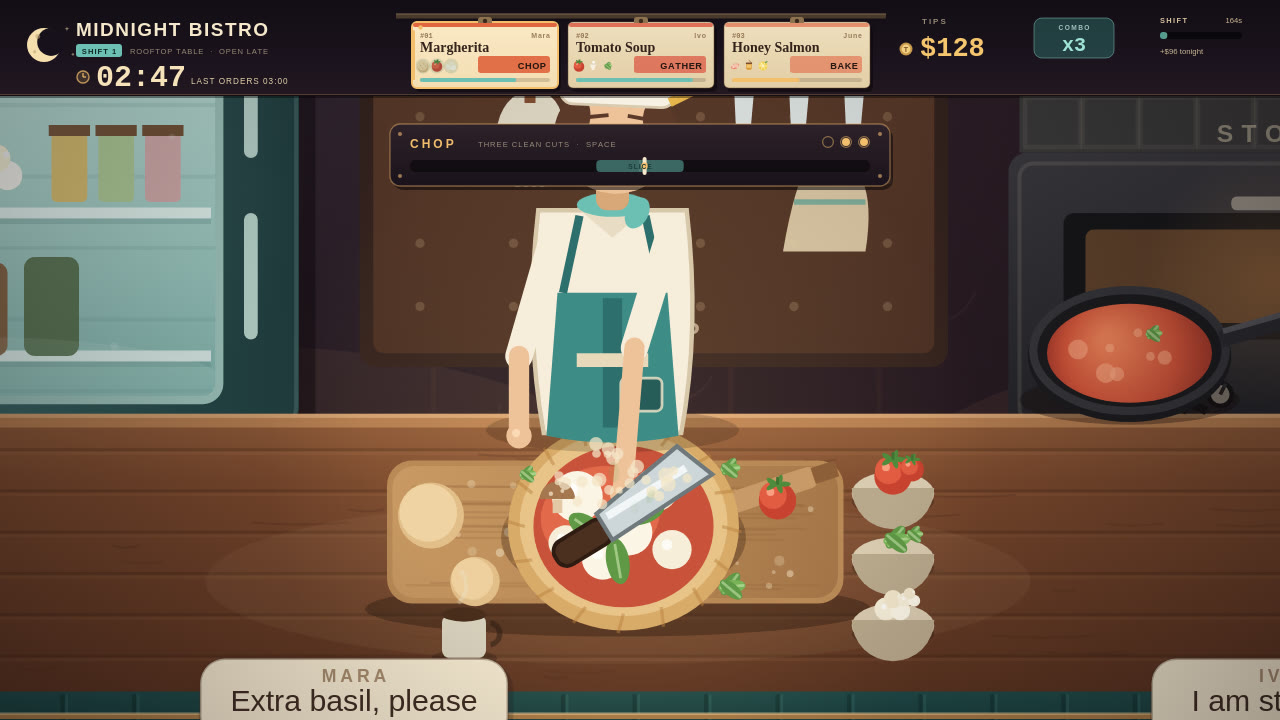 MIDNIGHT BISTRO
SHIFT 1 ROOFTOP TABLE · OPEN LATE
02:47 LAST ORDERS 03:00
#01 Mara
Margherita
CHOP
#02 Ivo
Tomato Soup
GATHER
#03 June
Honey Salmon
BAKE
TIPS
$128
COMBO
x3
SHIFT 164s
+$96 tonight
CHOP THREE CLEAN CUTS · SPACE
SLICE
STO
MARA
Extra basil, please
IV
I am st